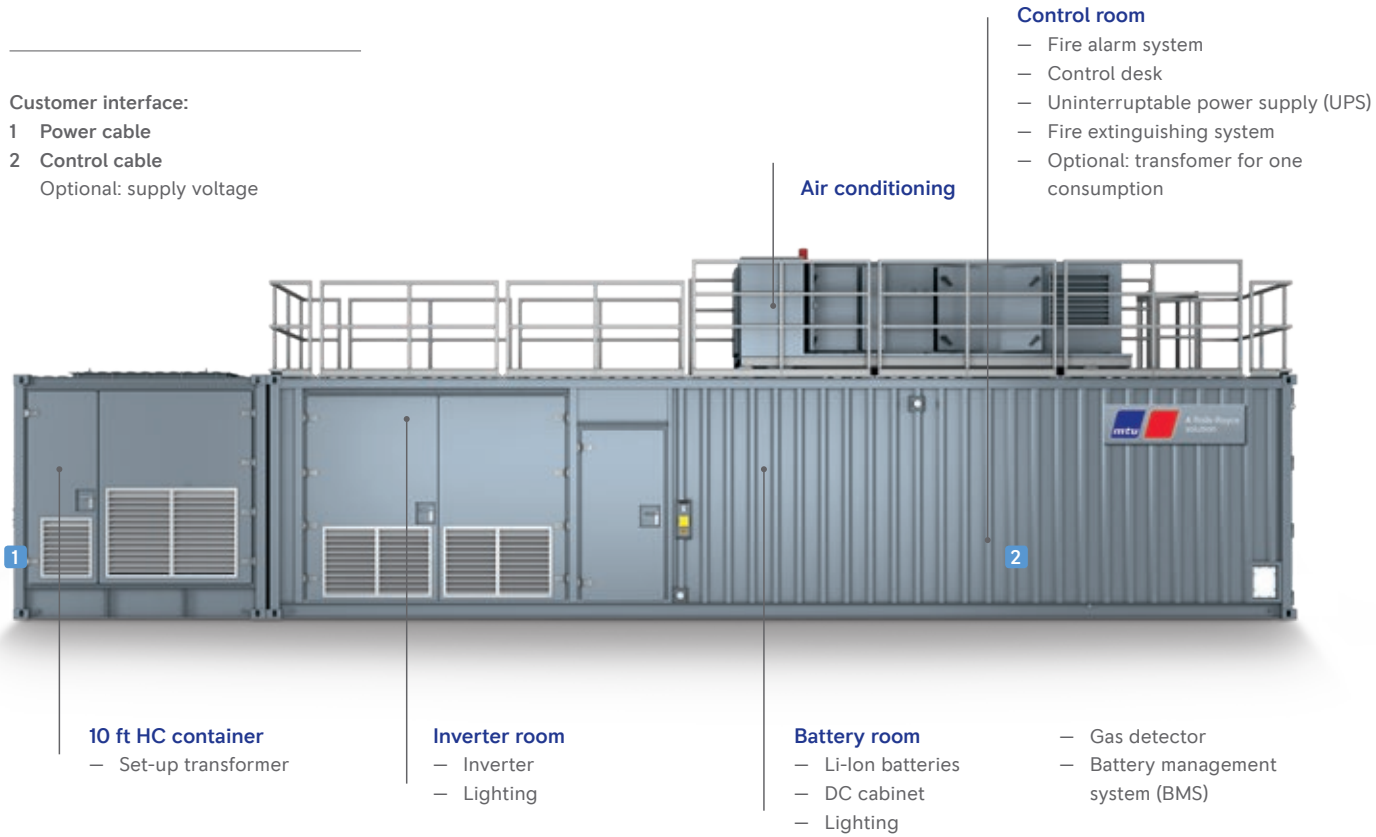 Customer interface:
1 Power cable
2 Control cable
Optional: supply voltage
Air conditioning
Control room
— Fire alarm system
— Control desk
— Uninterruptable power supply (UPS)
— Fire extinguishing system
— Optional: transfomer for one
consumption
mtu
A Rolls-Royce
solution
1
2
10 ft HC container
— Set-up transformer
Inverter room
— Inverter
— Lighting
Battery room
— Li-Ion batteries
— DC cabinet
— Lighting
— Gas detector
— Battery management
system (BMS)